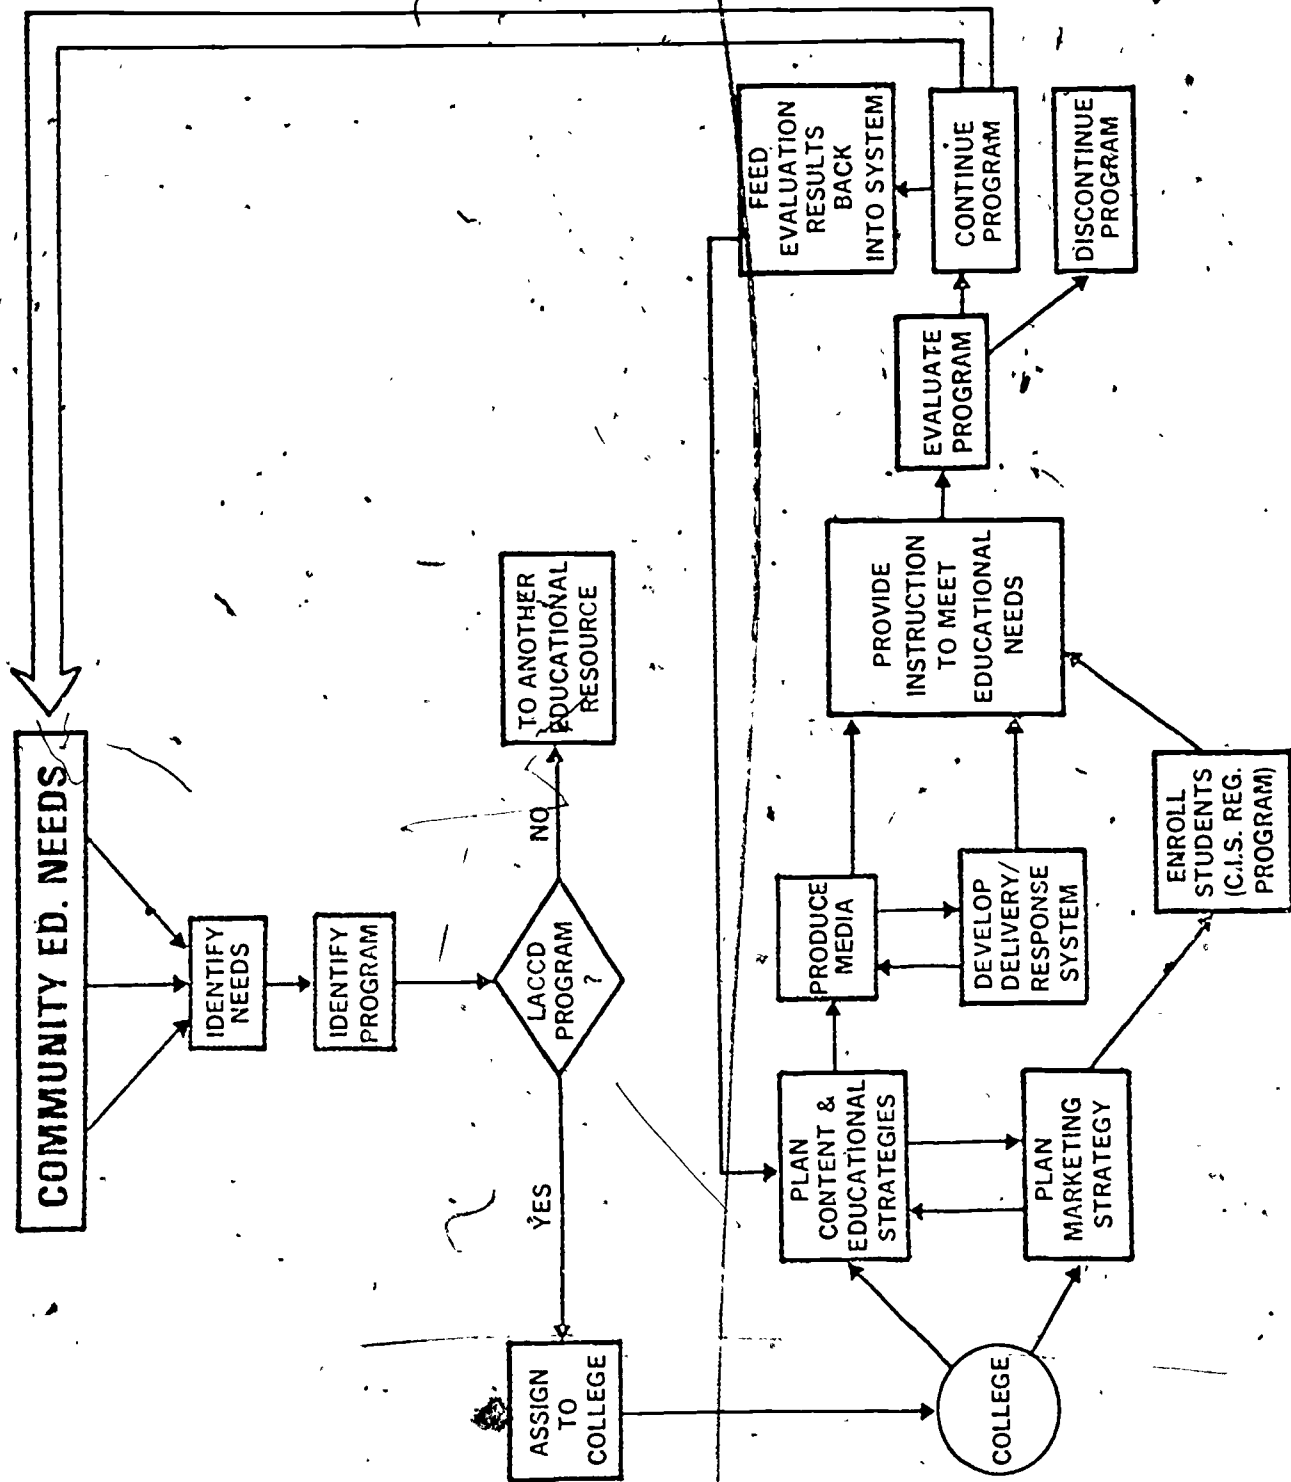 COMMUNITY ED. NEEDS
IDENTIFY
NEEDS
IDENTIFY
PROGRAM
LACCD
PROGRAM
?
NO
TO ANOTHER
EDUCATIONAL
RESOURCE
YES
ASSIGN
TO
COLLEGE
COLLEGE
PLAN
CONTENT &
EDUCATIONAL
STRATEGIES
PLAN
MARKETING
STRATEGY
PRODUCE
MEDIA
DEVELOP
DELIVERY/
RESPONSE
SYSTEM
ENROLL
STUDENTS
(C.I.S. REG.
PROGRAM)
PROVIDE
INSTRUCTION
TO MEET
EDUCATIONAL
NEEDS
EVALUATE
PROGRAM
FEED
EVALUATION
RESULTS
BACK
INTO SYSTEM
CONTINUE
PROGRAM
DISCONTINUE
PROGRAM